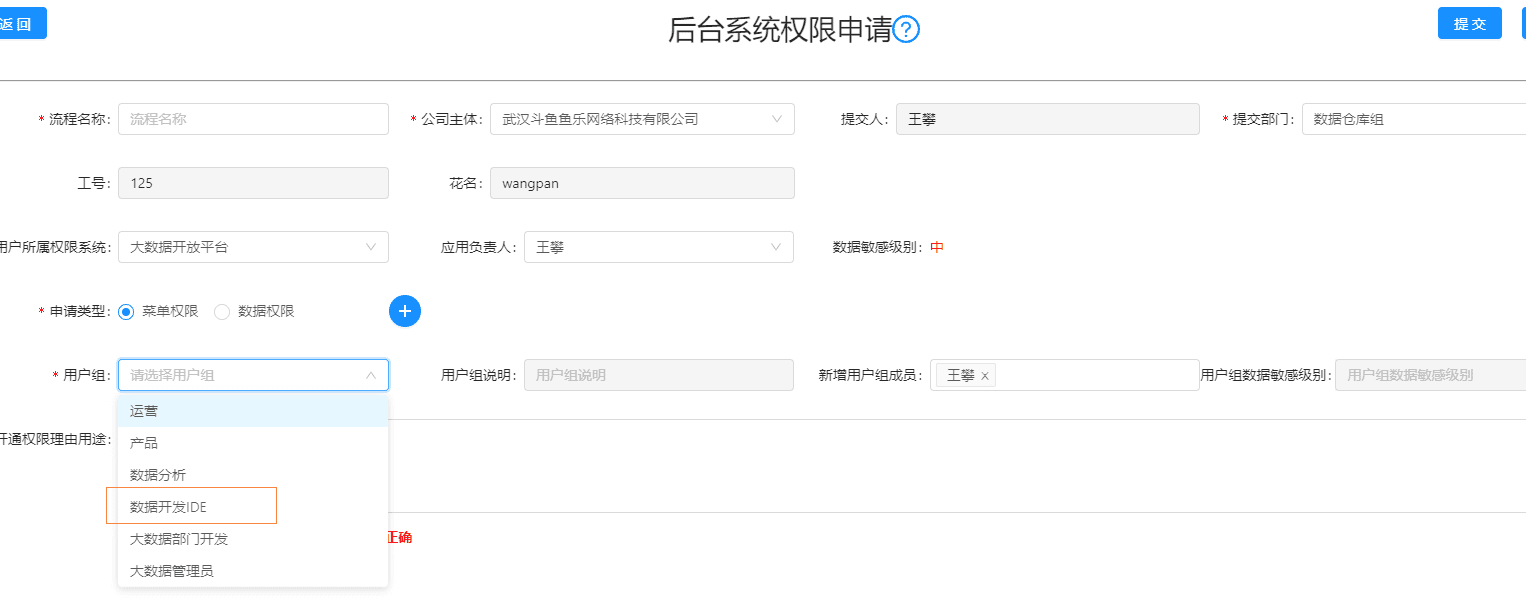 返 回
后台系统权限申请?
提 交
* 流程名称:
流程名称
* 公司主体:
武汉斗鱼鱼乐网络科技有限公司
提交人:
王攀
* 提交部门:
数据仓库组
工号:
125
花名:
wangpan
用户所属权限系统:
大数据开放平台
应用负责人:
王攀
数据敏感级别: 中
* 申请类型:
菜单权限
数据权限
* 用户组:
请选择用户组
用户组说明:
用户组说明
新增用户组成员:
王攀 ×
用户组数据敏感级别:
用户组数据敏感级别
运营
开通权限理由用途:
产品
数据分析
数据开发IDE
大数据部门开发
正确
大数据管理员